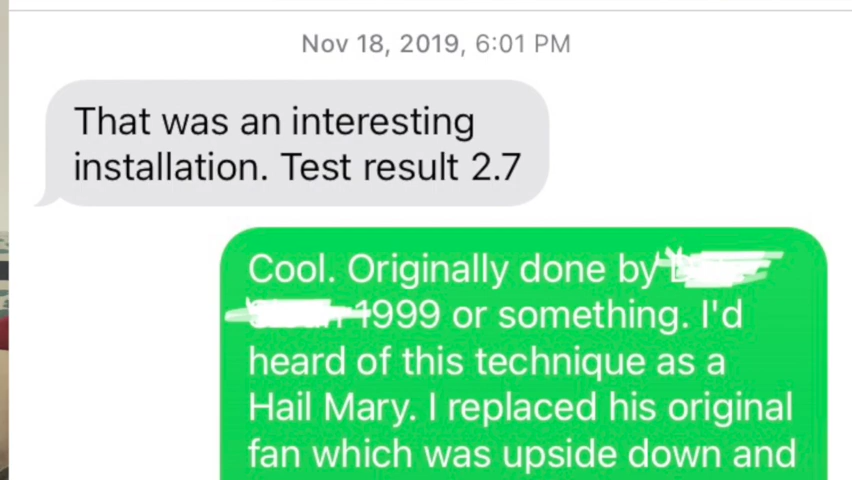 Nov 18, 2019, 6:01 PM
That was an interesting
installation. Test result 2.7
Cool. Originally done by
1999 or something. I'd
heard of this technique as a
Hail Mary. I replaced his original
fan which was upside down and